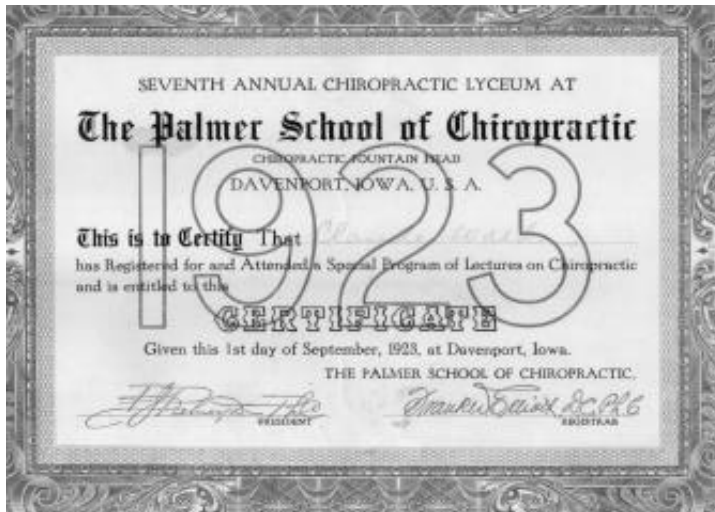 SEVENTH ANNUAL CHIROPRACTIC LYCEUM AT
The Palmer School of Chiropractic
CHIROPRACTIC FOUNTAIN HEAD
DAVENPORT, IOWA, U. S. A.
1923
This is to Certify That
has Registered for and Attended a Special Program of Lectures on Chiropractic
and is entitled to this
CERTIFICATE
Given this 1st day of September, 1923, at Davenport, Iowa.
THE PALMER SCHOOL OF CHIROPRACTIC,
PRESIDENT
REGISTRAR